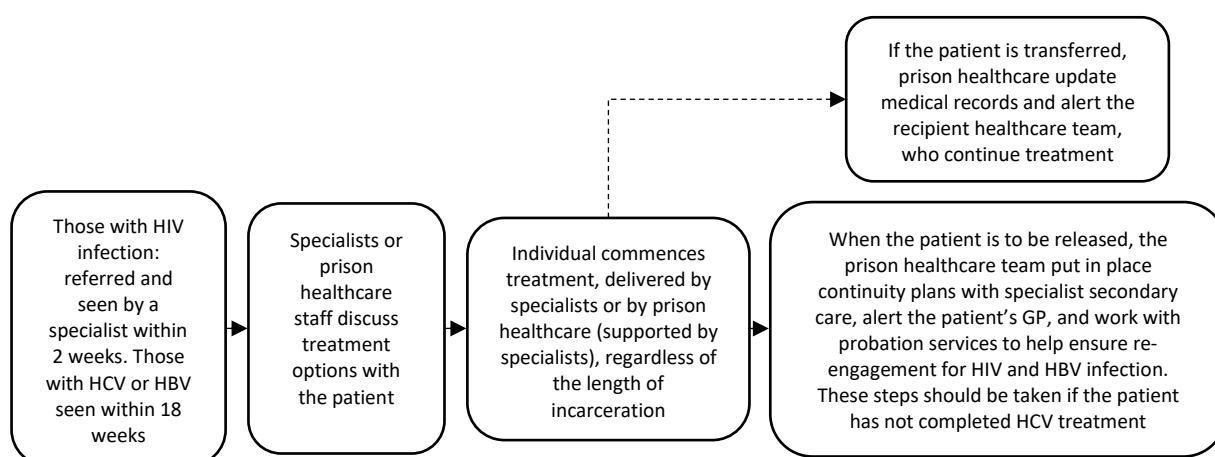 If the patient is transferred,
prison healthcare update
medical records and alert the
recipient healthcare team,
who continue treatment
Those with HIV
infection:
referred and
seen by a
specialist within
2 weeks. Those
with HCV or HBV
seen within 18
weeks
Specialists or
prison
healthcare
staff discuss
treatment
options with
the patient
Individual commences
treatment, delivered by
specialists or by prison
healthcare (supported by
specialists), regardless of
the length of
incarceration
When the patient is to be released, the
prison healthcare team put in place
continuity plans with specialist secondary
care, alert the patient’s GP, and work with
probation services to help ensure re-
engagement for HIV and HBV infection.
These steps should be taken if the patient
has not completed HCV treatment